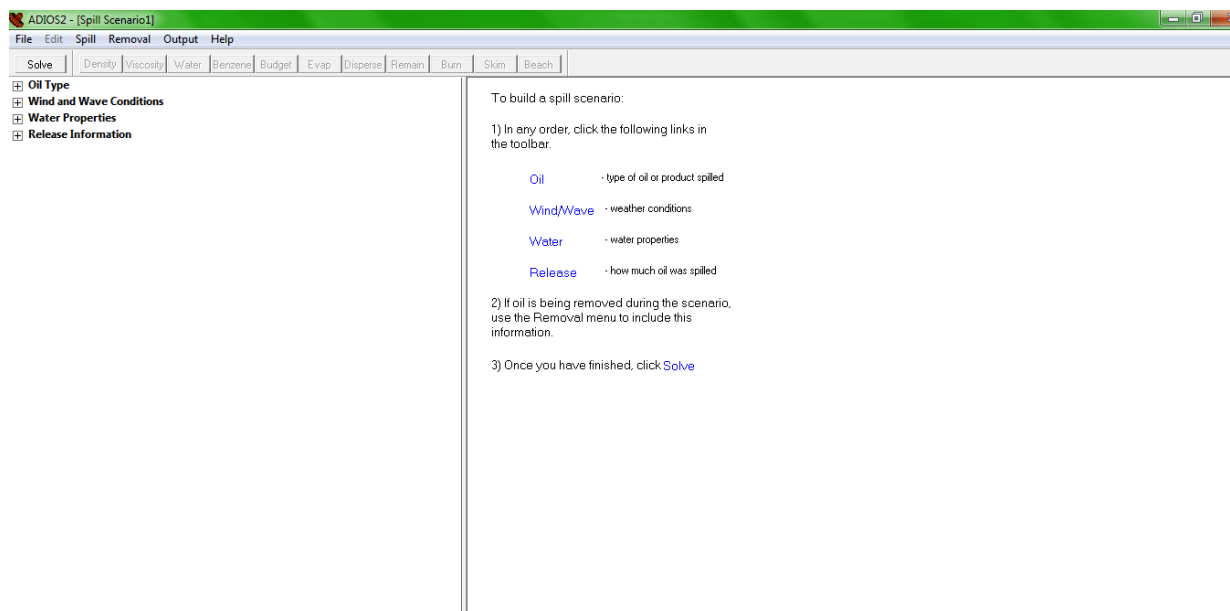 ADIOS2 - [Spill Scenario1]
File Edit Spill Removal Output Help
Solve Density Viscosity Water Benzene Budget Evap Disperse Remain Burn Skim Beach
Oil Type
Wind and Wave Conditions
Water Properties
Release Information
To build a spill scenario:
1) In any order, click the following links in
the toolbar.
Oil - type of oil or product spilled
Wind/Wave - weather conditions
Water - water properties
Release - how much oil was spilled
2) If oil is being removed during the scenario,
use the Removal menu to include this
information.
3) Once you have finished, click Solve